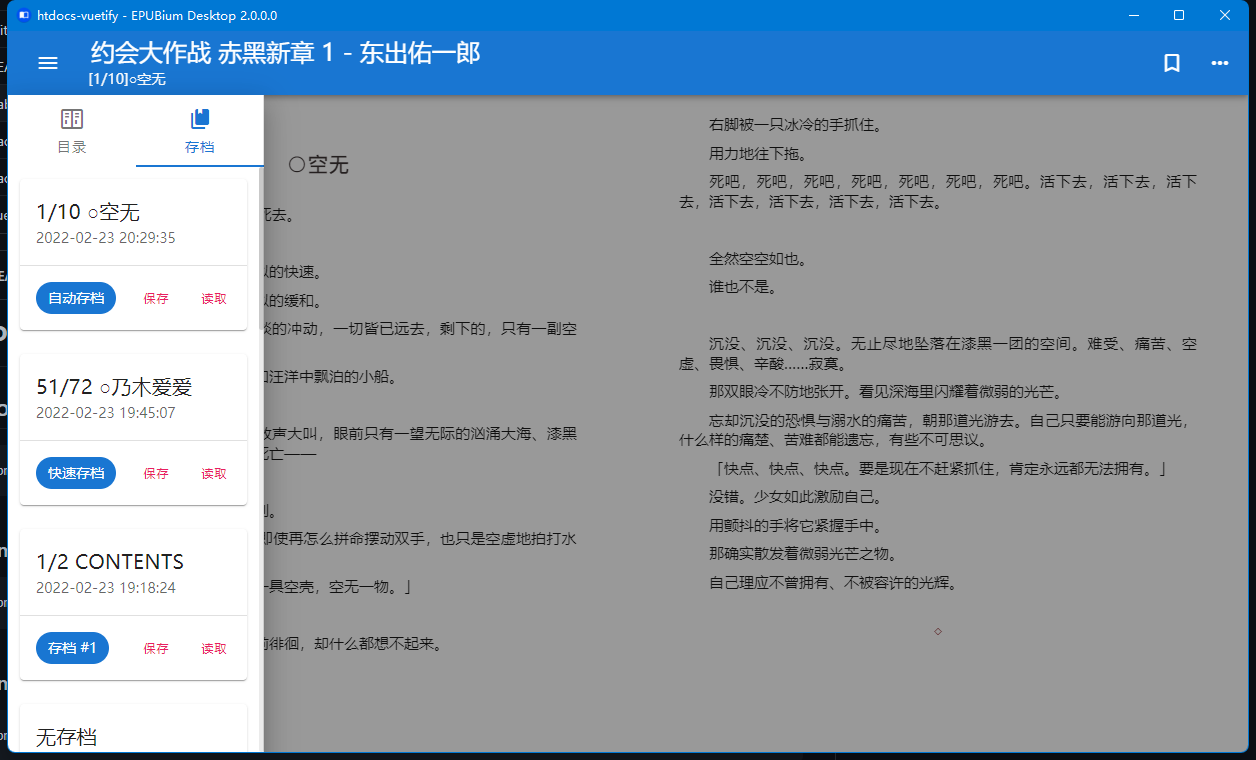 htdocs-vuetify - EPUBium Desktop 2.0.0.0
约会大作战 赤黑新章 1 - 东出佑一郎
[1/10]○空无
目录
存档
1/10 ○空无
2022-02-23 20:29:35
自动存档 保存 读取
51/72 ○乃木爱爱
2022-02-23 19:45:07
快速存档 保存 读取
1/2 CONTENTS
2022-02-23 19:18:24
存档 #1 保存 读取
无存档
○空无
死去。
的快速。
的缓和。
的冲动，一切皆已远去，剩下的，只有一副空
汪洋中飘泊的小船。
声大叫，眼前只有一望无际的汹涌大海、漆黑
死亡——
即使再怎么拼命摆动双手，也只是空虚地拍打水
具空壳，空无一物。」
徘徊，却什么都想不起来。
右脚被一只冰冷的手抓住。
用力地往下拖。
死吧，死吧，死吧，死吧，死吧，死吧，死吧。活下去，活下去，活下
去，活下去，活下去，活下去，活下去。
全然空空如也。
谁也不是。
沉没、沉没、沉没。无止尽地坠落在漆黑一团的空间。难受、痛苦、空
虚、畏惧、辛酸……寂寞。
那双眼冷不防地张开。看见深海里闪耀着微弱的光芒。
忘却沉没的恐惧与溺水的痛苦，朝那道光游去。自己只要能游向那道光，
什么样的痛楚、苦难都能遗忘，有些不可思议。
「快点、快点、快点。要是现在不赶紧抓住，肯定永远都无法拥有。」
没错。少女如此激励自己。
用颤抖的手将它紧握手中。
那确实散发着微弱光芒之物。
自己理应不曾拥有、不被容许的光辉。
◇